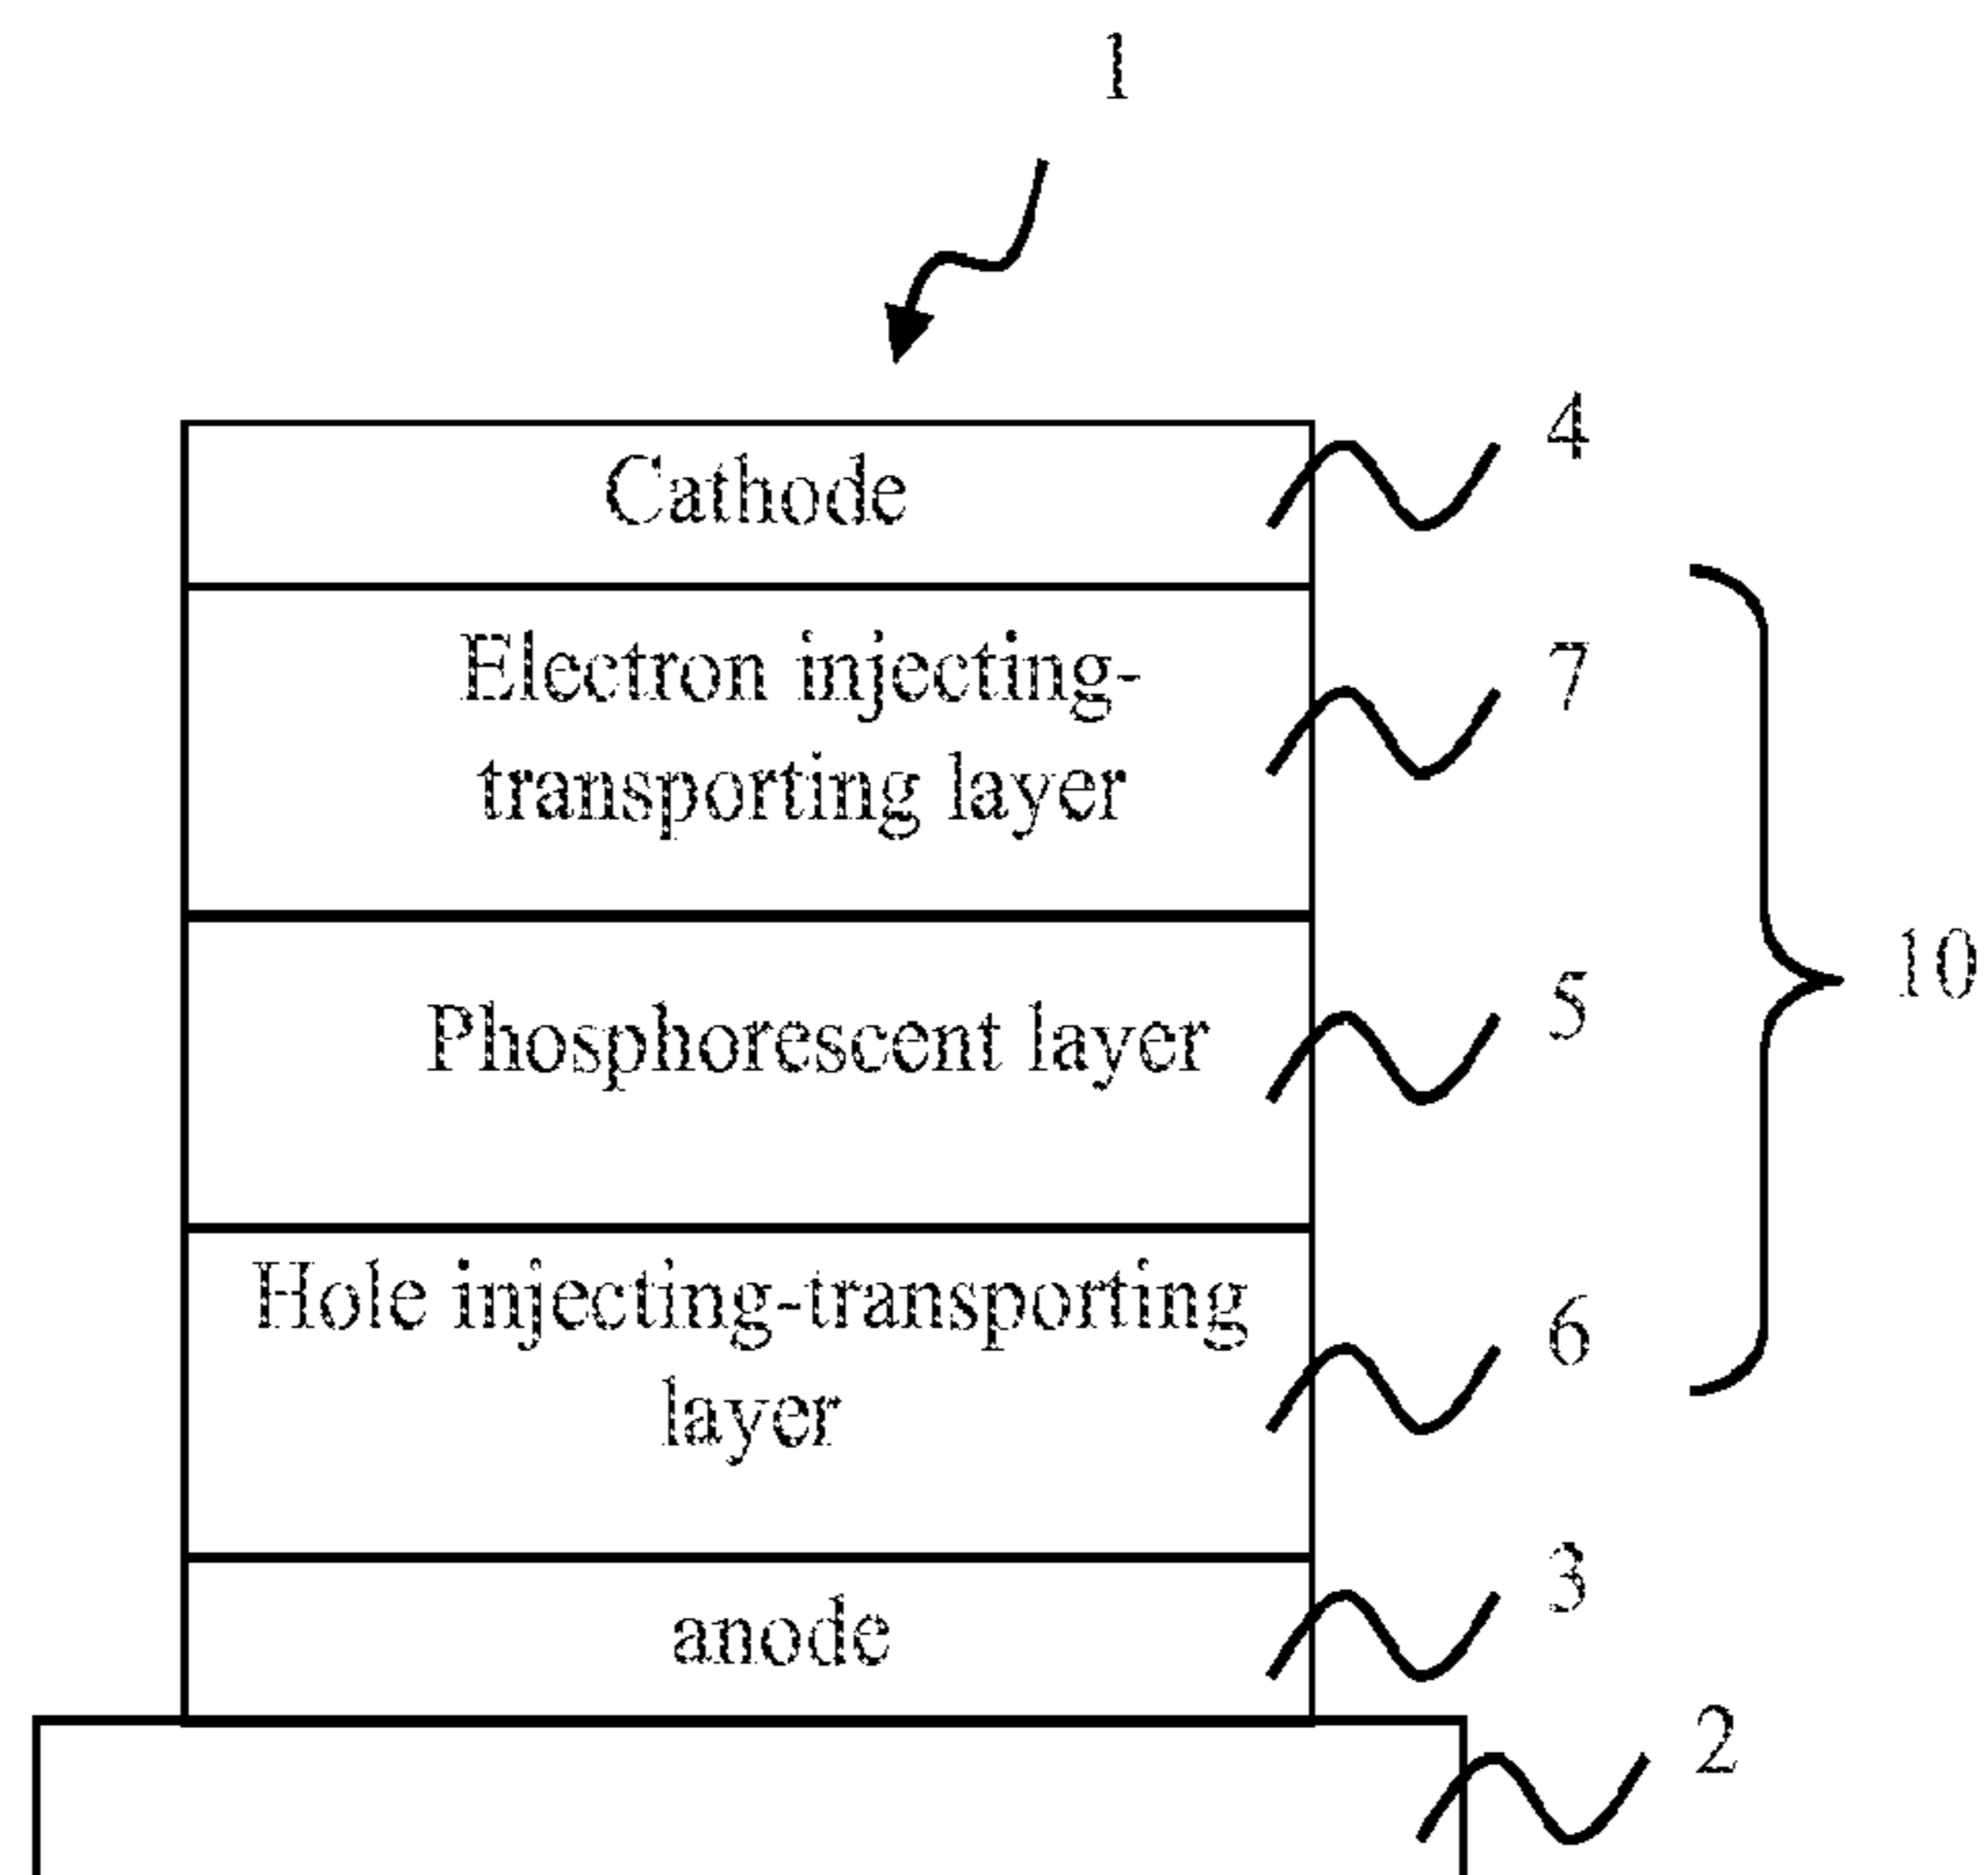 1
Cathode
4
Electron injecting-
transporting layer
7
Phosphorescent layer
5
10
Hole injecting-transporting
layer
6
anode
3
2